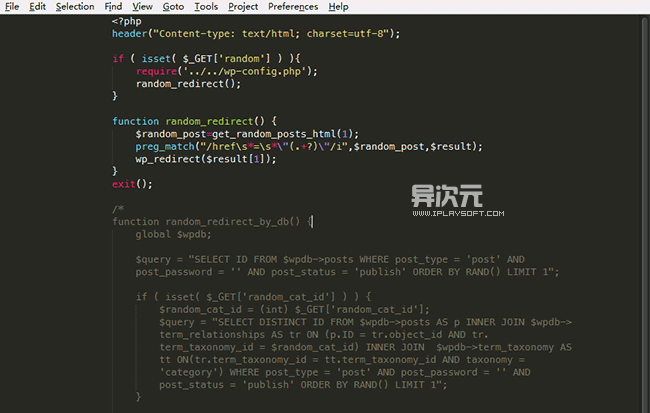 File Edit Selection Find View Goto Tools Project Preferences Help
<?php
header("Content-type: text/html; charset=utf-8");
if ( isset( $_GET['random'] ) ){
require('../../wp-config.php');
random_redirect();
}
function random_redirect() {
$random_post=get_random_posts_html(1);
preg_match("/href\s*=\s*\"(.+?)\"/i",$random_post,$result);
wp_redirect($result[1]);
}
exit();
异次元
WWW.IPLAYSOFT.COM
/*
function random_redirect_by_db() {
global $wpdb;
$query = "SELECT ID FROM $wpdb->posts WHERE post_type = 'post' AND
post_password = '' AND post_status = 'publish' ORDER BY RAND() LIMIT 1";
if ( isset( $_GET['random_cat_id'] ) ) {
$random_cat_id = (int) $_GET['random_cat_id'];
$query = "SELECT DISTINCT ID FROM $wpdb->posts AS p INNER JOIN $wpdb->
term_relationships AS tr ON (p.ID = tr.object_id AND tr.
term_taxonomy_id = $random_cat_id) INNER JOIN  $wpdb->term_taxonomy AS
tt ON(tr.term_taxonomy_id = tt.term_taxonomy_id AND taxonomy =
'category') WHERE post_type = 'post' AND post_password = '' AND
post_status = 'publish' ORDER BY RAND() LIMIT 1";
}